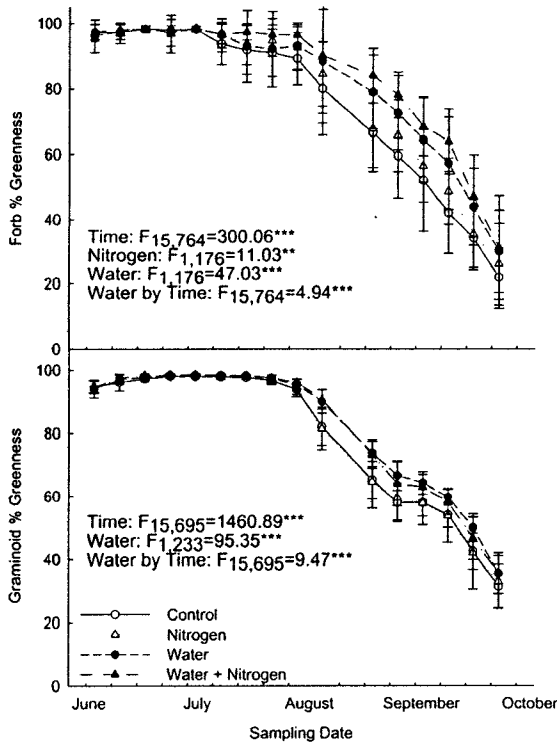 100
80
60
40
20
0
Forb % Greenness
Time: F15,764=300.06***
Nitrogen: F1,176=11.03**
Water: F1,176=47.03***
Water by Time: F15,764=4.94***
100
80
60
40
20
0
Graminoid % Greenness
Time: F15,695=1460.89***
Water: F1,233=95.35***
Water by Time: F15,695=9.47***
Control
Nitrogen
Water
Water + Nitrogen
June July August September October
Sampling Date